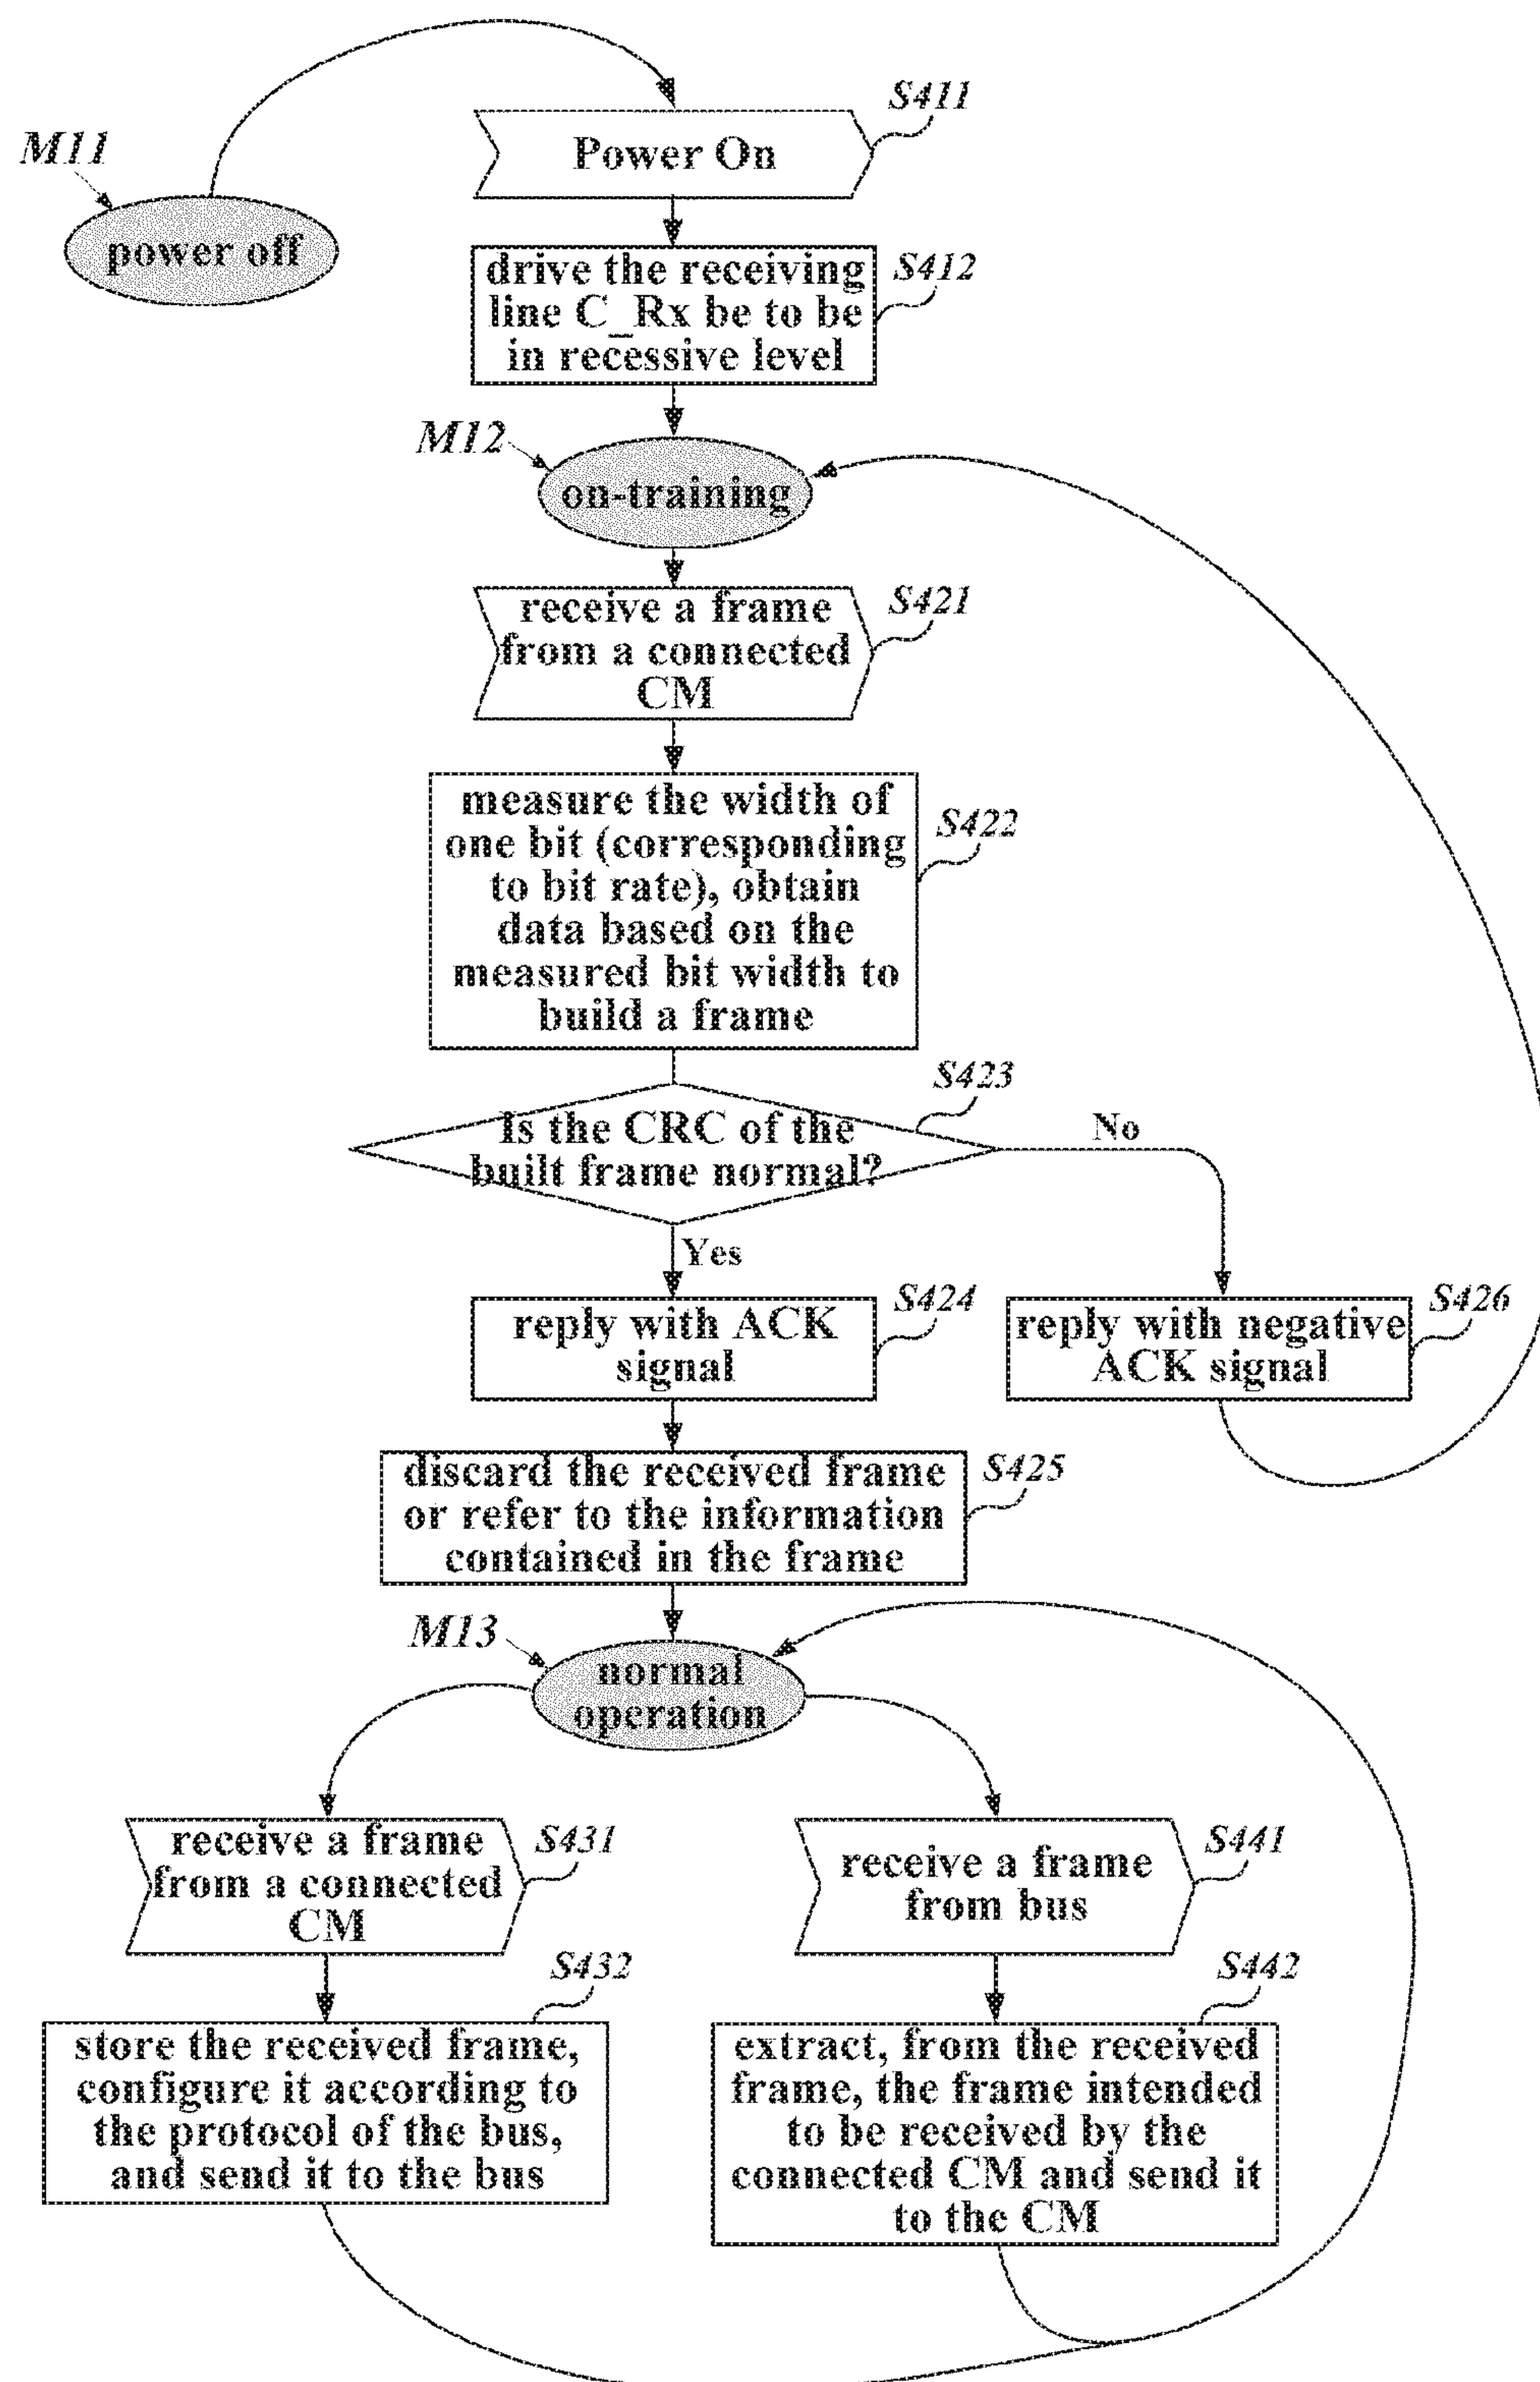 S411
Power On
M11
power off
drive the receiving
line C_Rx be to be
in recessive level
S412
M12
on-training
receive a frame
from a connected
CM
S421
measure the width of
one bit (corresponding
to bit rate), obtain
data based on the
measured bit width to
build a frame
S422
S423
Is the CRC of the
built frame normal?
No
Yes
reply with ACK
signal
S424
reply with negative
ACK signal
S426
discard the received frame
or refer to the information
contained in the frame
S425
M13
normal
operation
receive a frame
from a connected
CM
S431
receive a frame
from bus
S441
S432
store the received frame,
configure it according to
the protocol of the bus,
and send it to the bus
S442
extract, from the received
frame, the frame intended
to be received by the
connected CM and send it
to the CM